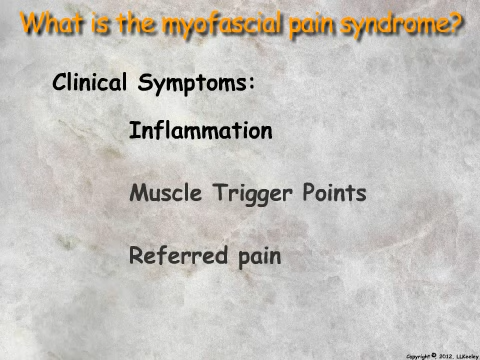 What is the myofascial pain syndrome?
Clinical Symptoms:
Inflammation
Muscle Trigger Points
Referred pain
Copyright © 2012, LLKeeley